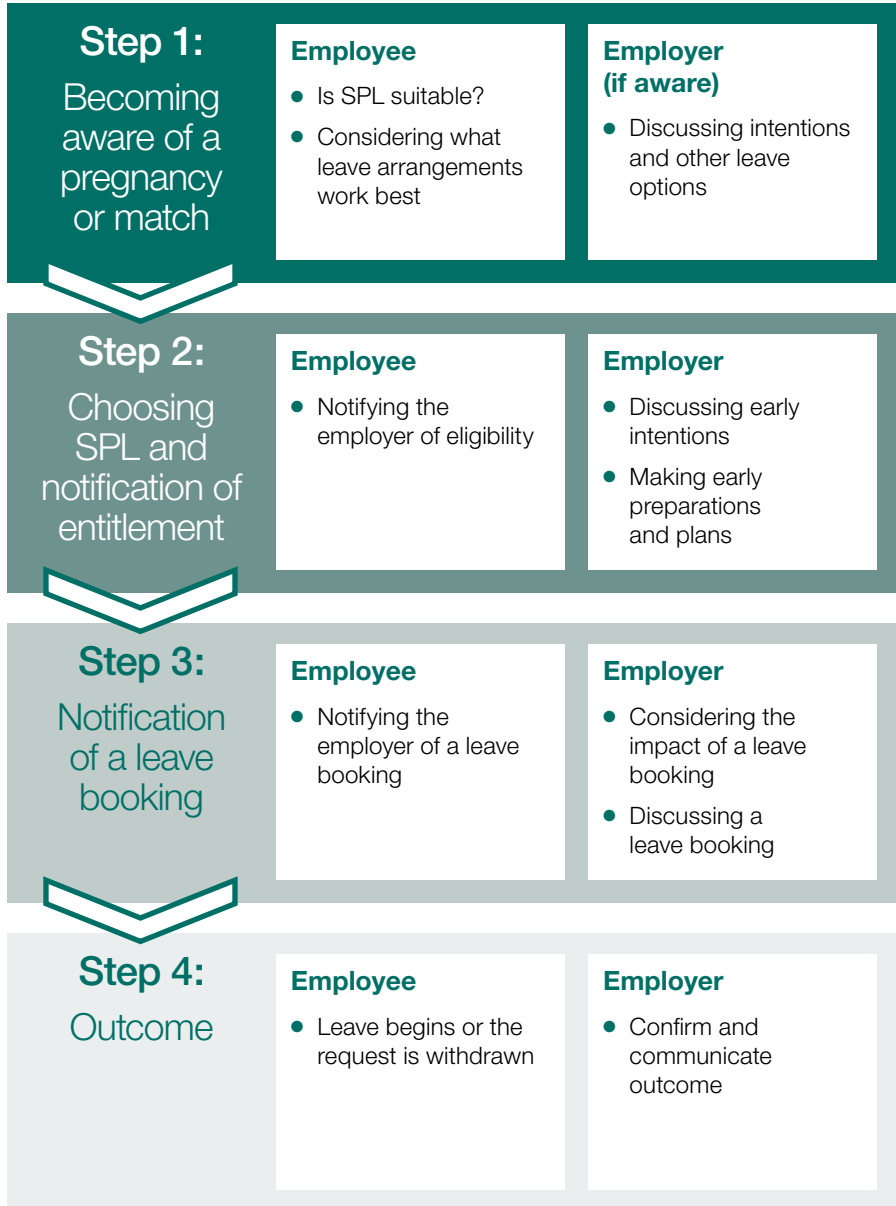 Step 1:
Becoming
aware of a
pregnancy
or match
Employee
• Is SPL suitable?
• Considering what
leave arrangements
work best
Employer
(if aware)
• Discussing intentions
and other leave
options
Step 2:
Choosing
SPL and
notification of
entitlement
Employee
• Notifying the
employer of eligibility
Employer
• Discussing early
intentions
• Making early
preparations
and plans
Step 3:
Notification
of a leave
booking
Employee
• Notifying the
employer of a leave
booking
Employer
• Considering the
impact of a leave
booking
• Discussing a
leave booking
Step 4:
Outcome
Employee
• Leave begins or the
request is withdrawn
Employer
• Confirm and
communicate
outcome